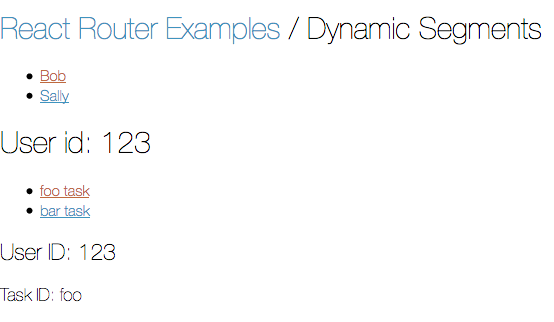 React Router Examples / Dynamic Segments
Bob
Sally
User id: 123
foo task
bar task
User ID: 123
Task ID: foo